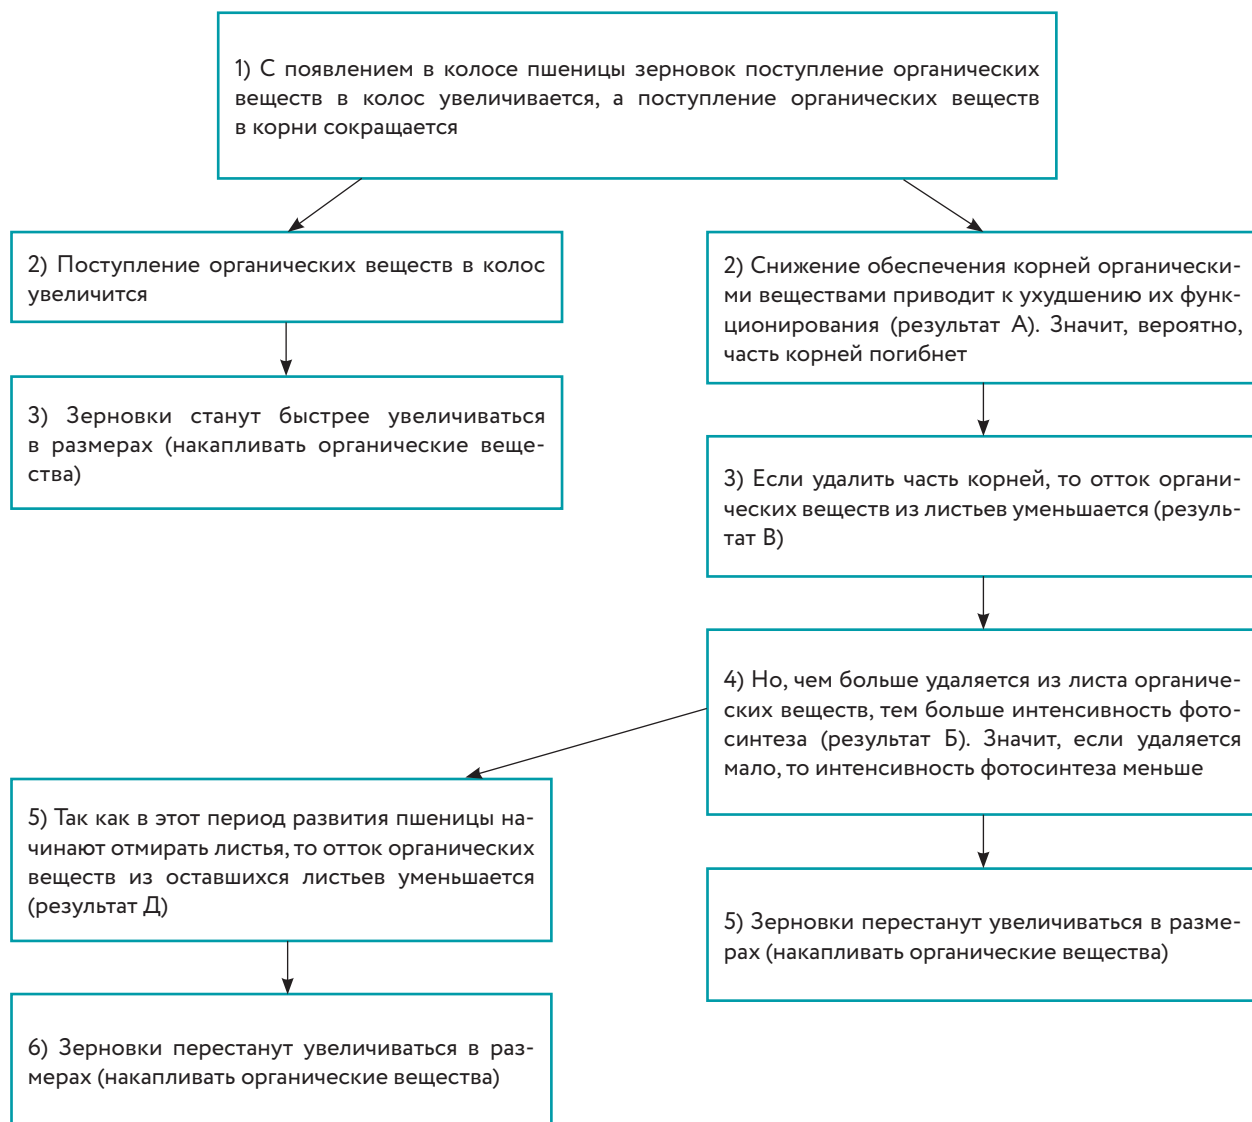 1) С появлением в колосе пшеницы зерновок поступление органических
веществ в колос увеличивается, а поступление органических веществ
в корни сокращается
2) Поступление органических веществ в колос
увеличится
3) Зерновки станут быстрее увеличиваться
в размерах (накапливать органические веще-
ства)
2) Снижение обеспечения корней органически-
ми веществами приводит к ухудшению их функ-
ционирования (результат А). Значит, вероятно,
часть корней погибнет
3) Если удалить часть корней, то отток органи-
ческих веществ из листьев уменьшается (резуль-
тат В)
4) Но, чем больше удаляется из листа органиче-
ских веществ, тем больше интенсивность фото-
синтеза (результат Б). Значит, если удаляется
мало, то интенсивность фотосинтеза меньше
5) Так как в этот период развития пшеницы на-
чинают отмирать листья, то отток органических
веществ из оставшихся листьев уменьшается
(результат Д)
6) Зерновки перестанут увеличиваться в раз-
мерах (накапливать органические вещества)
5) Зерновки перестанут увеличиваться в разме-
рах (накапливать органические вещества)